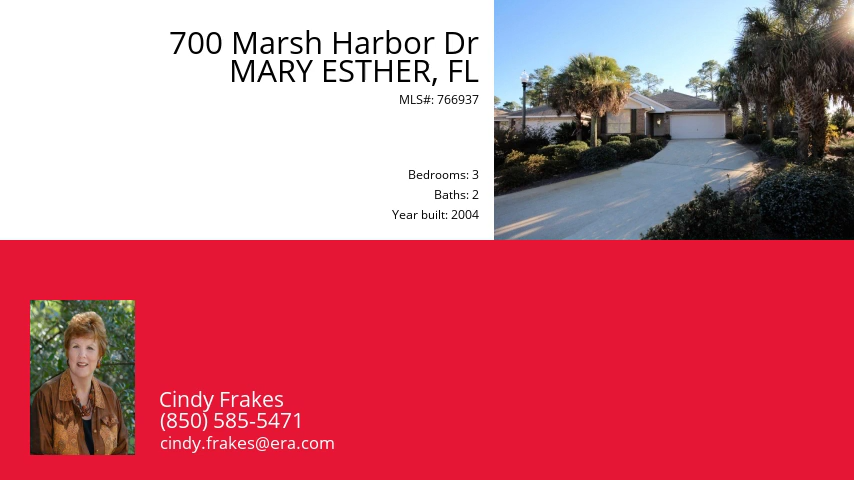 700 Marsh Harbor Dr
MARY ESTHER, FL
MLS#: 766937
Bedrooms: 3
Baths: 2
Year built: 2004
Cindy Frakes
(850) 585-5471
cindy.frakes@era.com